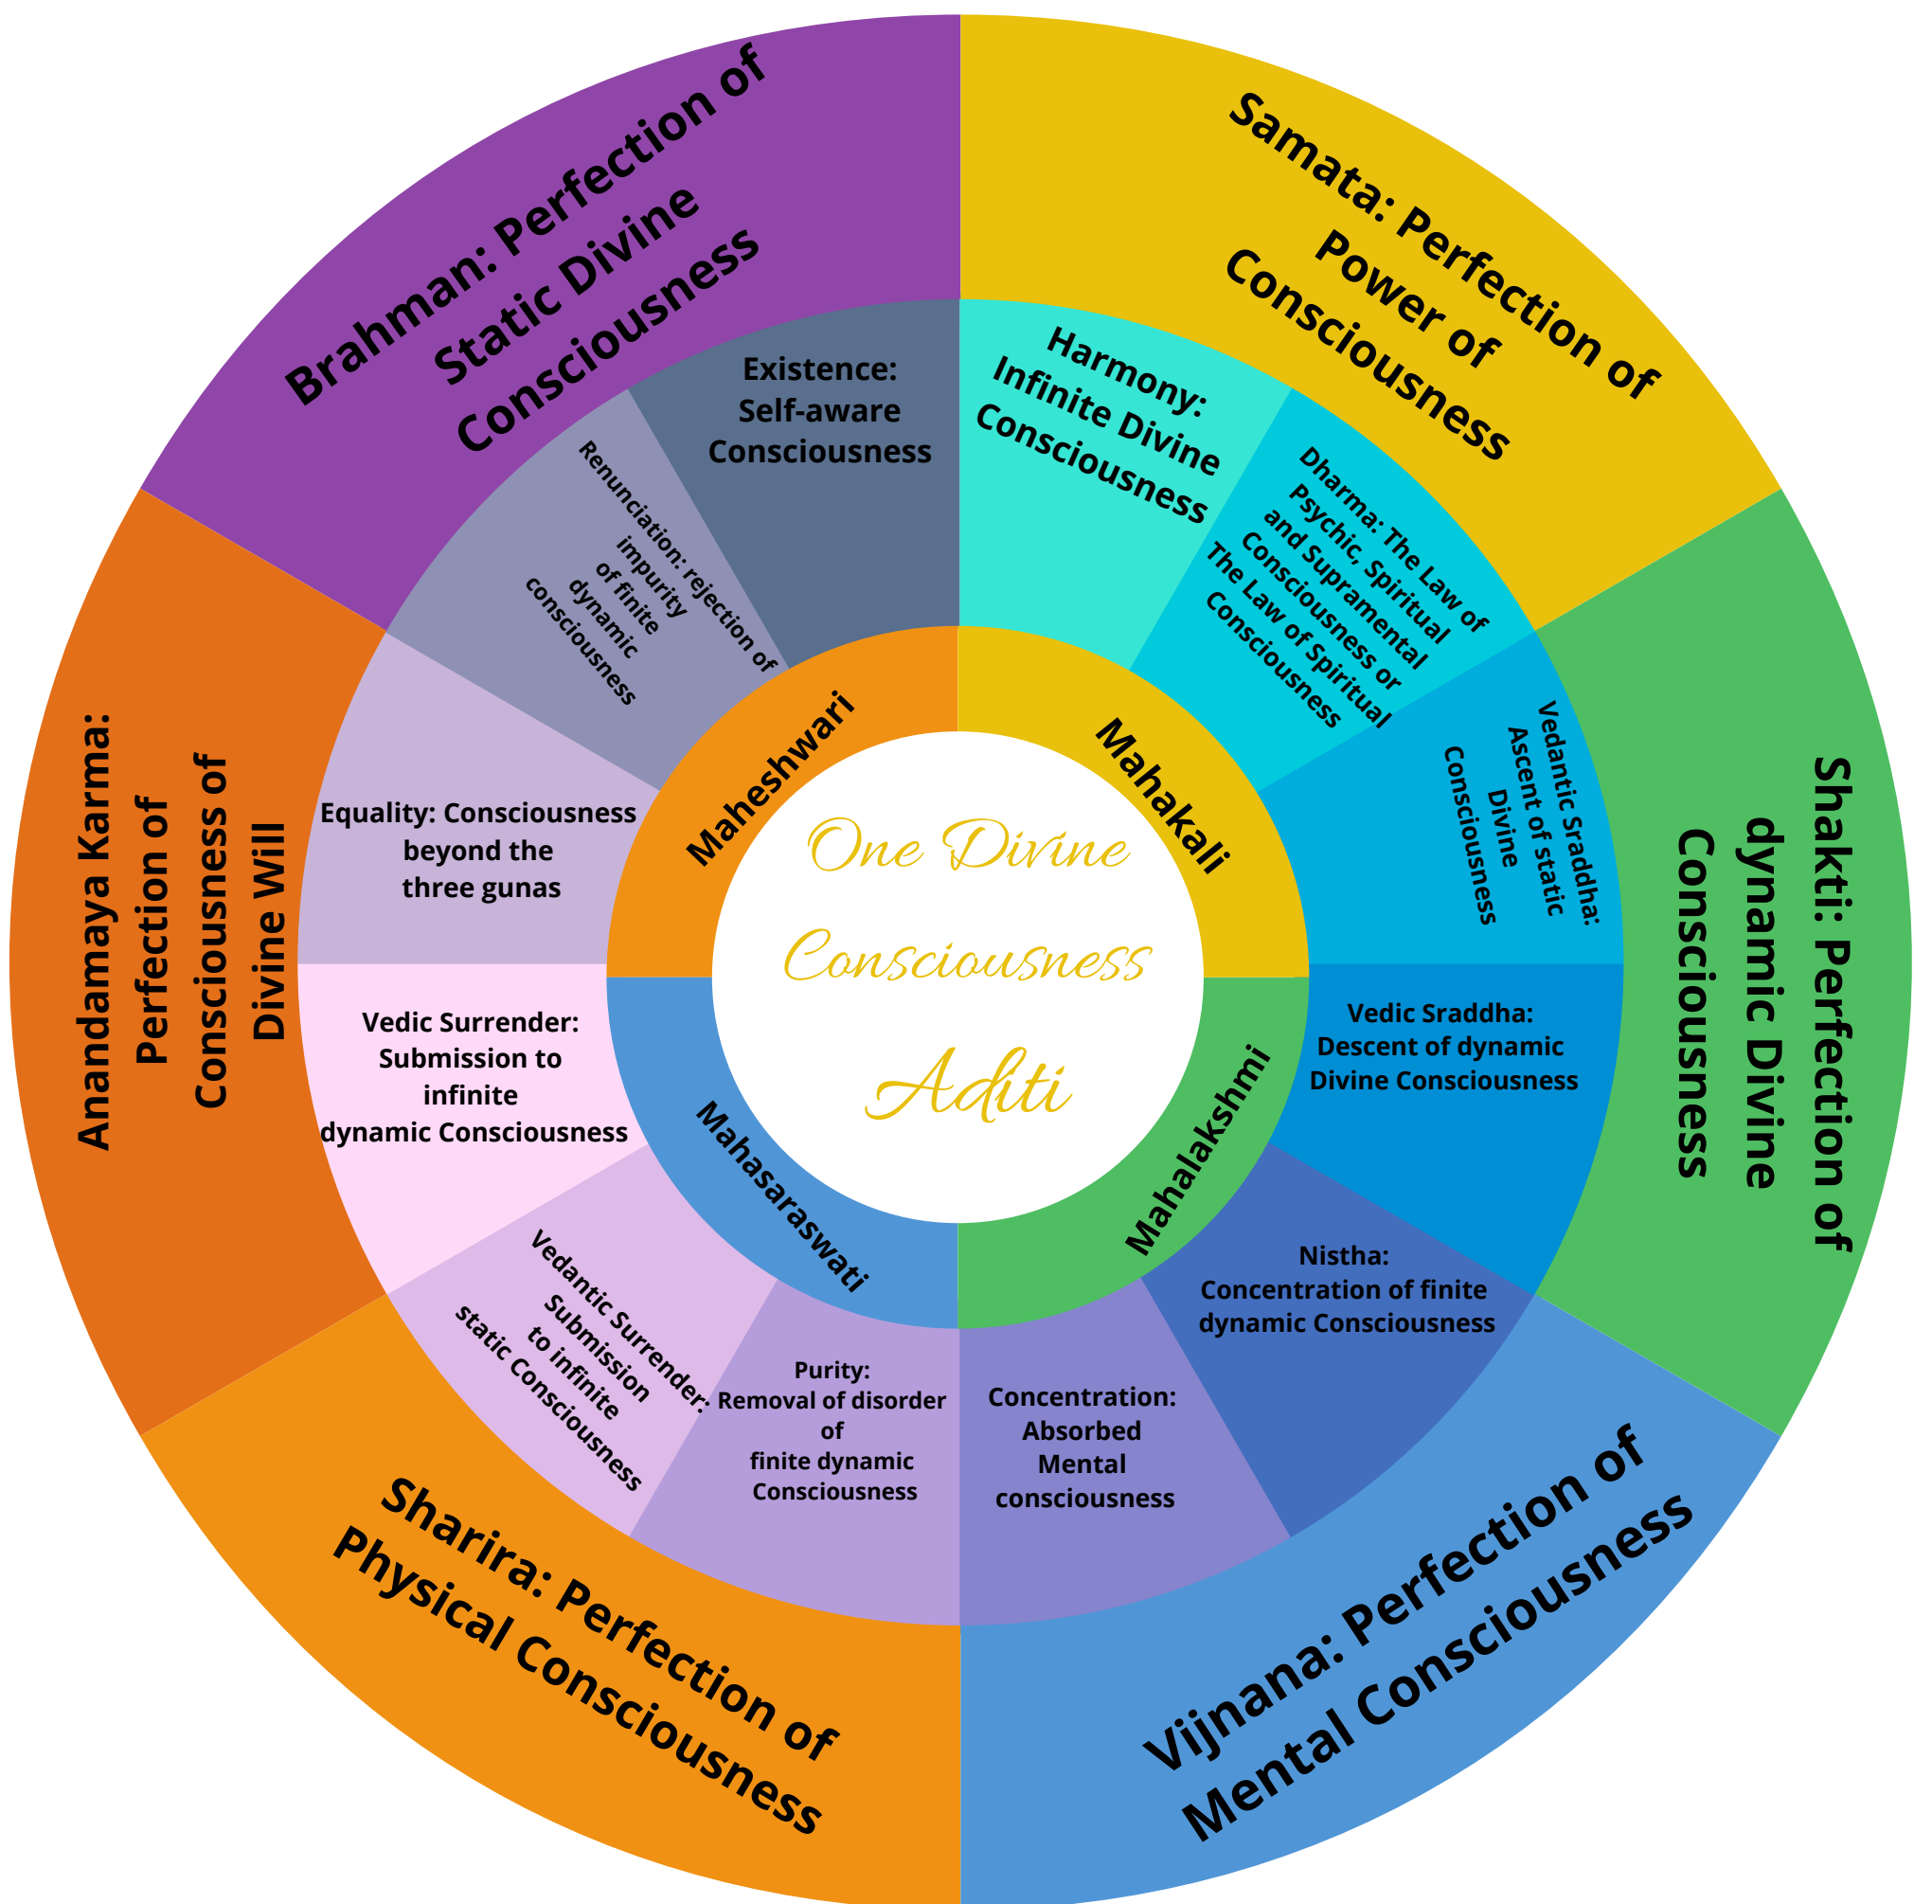 Brahman: Perfection of
Static Divine
Consciousness
Samata: Perfection of
Power of
Consciousness
Shakti: Perfection of
dynamic Divine
Consciousness
Vijnana: Perfection of
Mental Consciousness
Sharira: Perfection of
Physical Consciousness
Anandamaya Karma:
Perfection of
Consciousness of
Divine Will
Existence:
Self-aware
Consciousness
Harmony:
Infinite Divine
Consciousness
Dharma: The Law of
Psychic, Spiritual
and Supramental
Consciousness or
The Law of Spiritual
Consciousness
Vedantic Sraddha:
Ascent of static
Divine
Consciousness
Vedic Sraddha:
Descent of dynamic
Divine Consciousness
Nistha:
Concentration of finite
dynamic Consciousness
Concentration:
Absorbed
Mental
consciousness
Purity:
Removal of disorder
of
finite dynamic
Consciousness
Vedantic Surrender:
Submission
to infinite
static Consciousness
Vedic Surrender:
Submission to
infinite
dynamic Consciousness
Equality: Consciousness
beyond the
three gunas
Renunciation: rejection of
impurity
of finite
dynamic
consciousness
Maheshwari
Mahakali
Mahalakshmi
Mahasaraswati
One Divine
Consciousness
Aditi